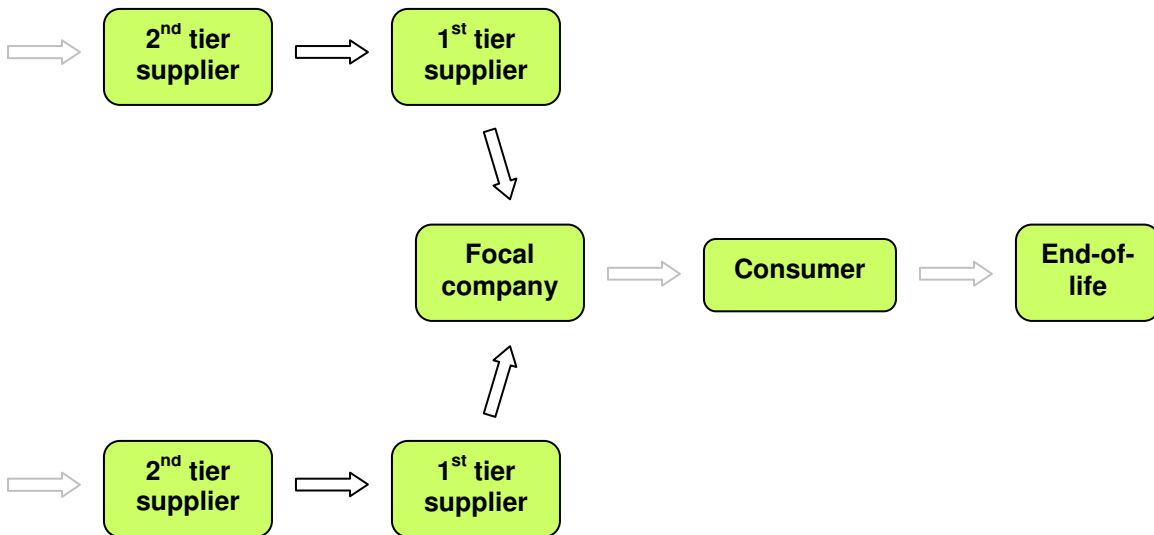 2nd tier
supplier
1st tier
supplier
Focal
company
Consumer
End-of-
life
2nd tier
supplier
1st tier
supplier